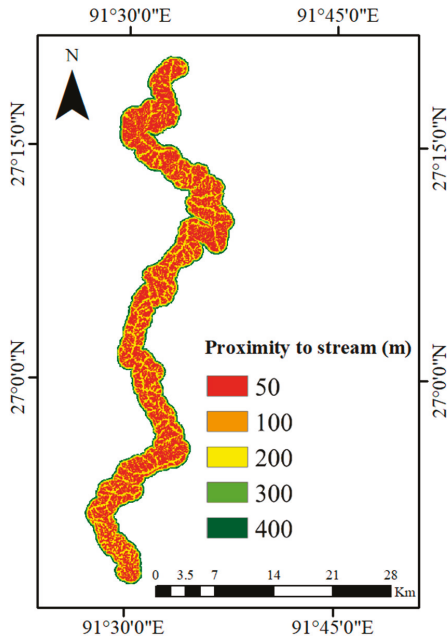 91°30'0"E 91°45'0"E
N
27°15'0"N 27°15'0"N
Proximity to stream (m)
27°0'0"N 27°0'0"N
50
100
200
300
400
0 3.5 7 14 21 28
Km
91°30'0"E 91°45'0"E